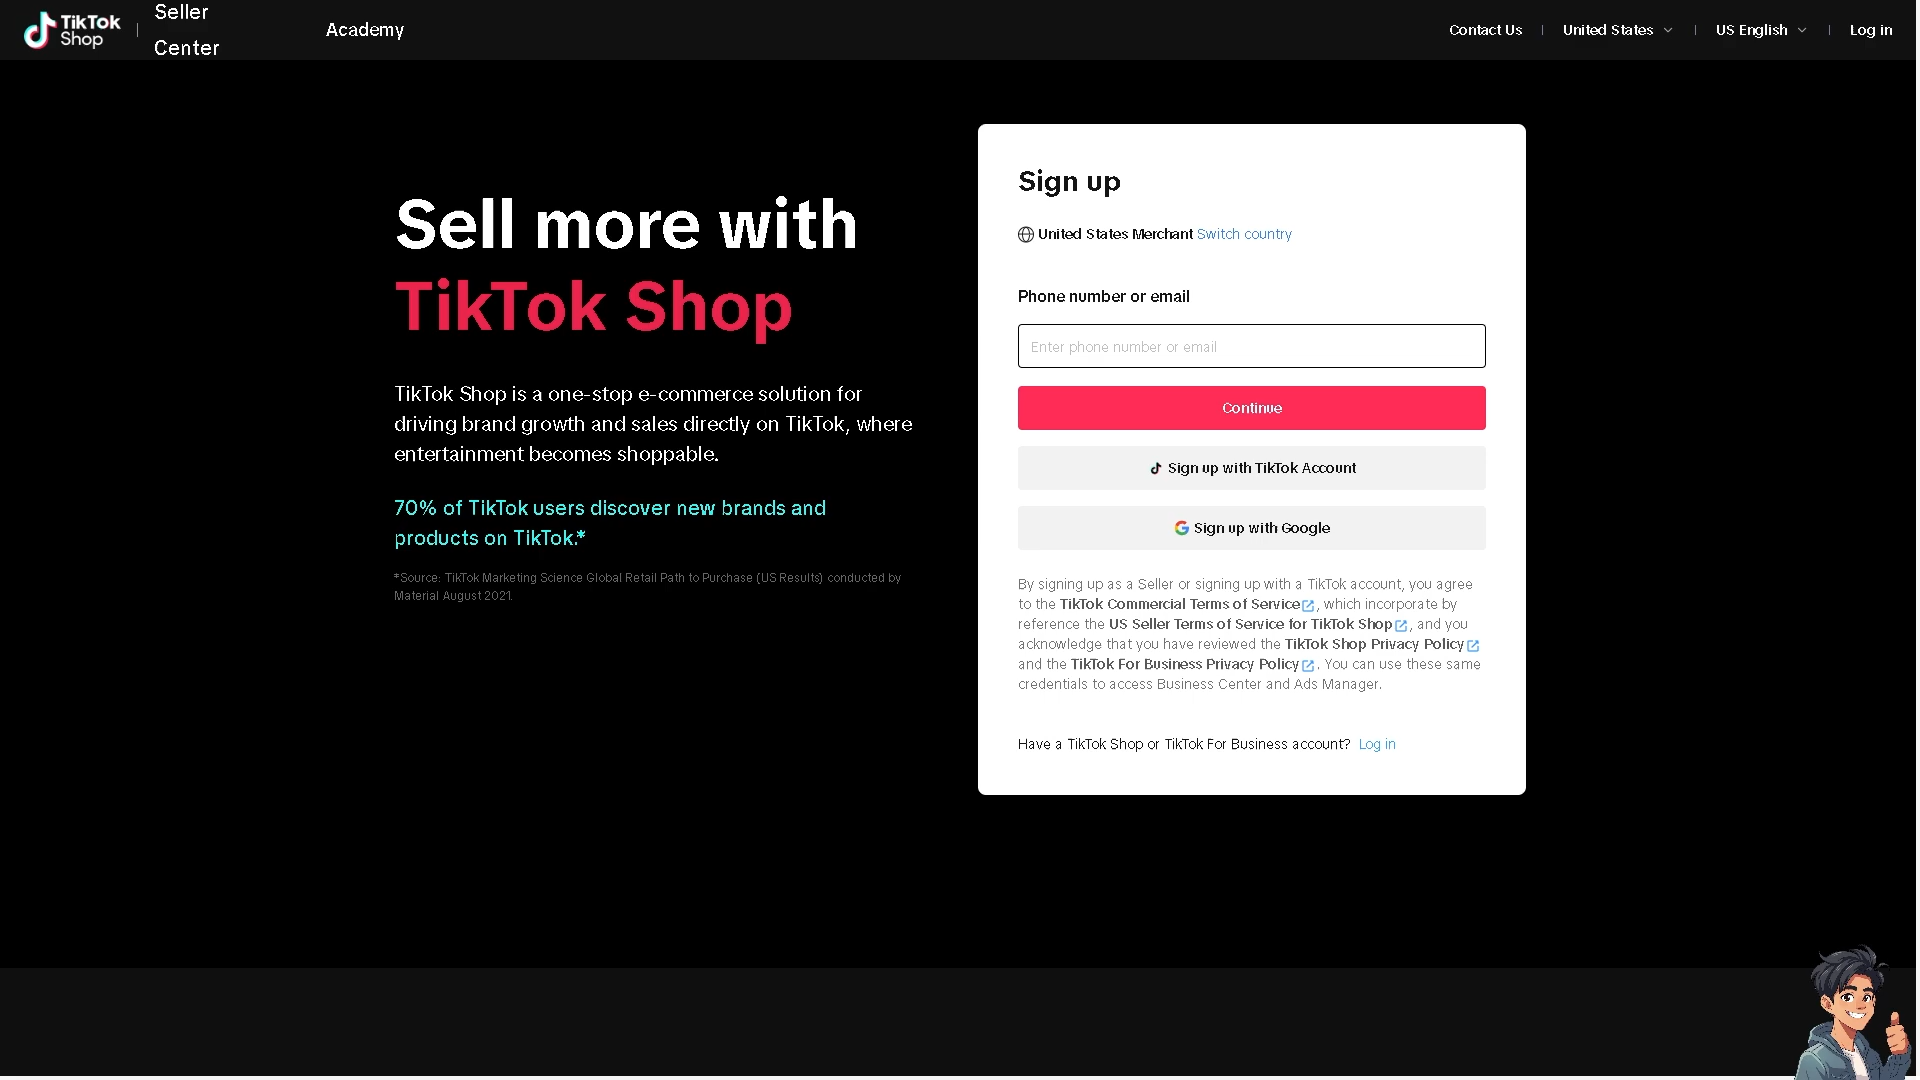 TikTok
Shop
Seller
Center
Academy
Contact Us
United States
US English
Log in
Sell more with
TikTok Shop
TikTok Shop is a one-stop e-commerce solution for
driving brand growth and sales directly on TikTok, where
entertainment becomes shoppable.
70% of TikTok users discover new brands and
products on TikTok.*
*Source: TikTok Marketing Science Global Retail Path to Purchase (US Results) conducted by
Material August 2021.
Sign up
United States Merchant Switch country
Phone number or email
Enter phone number or email
Continue
Sign up with TikTok Account
Sign up with Google
By signing up as a Seller or signing up with a TikTok account, you agree
to the TikTok Commercial Terms of Service, which incorporate by
reference the US Seller Terms of Service for TikTok Shop, and you
acknowledge that you have reviewed the TikTok Shop Privacy Policy
and the TikTok For Business Privacy Policy. You can use these same
credentials to access Business Center and Ads Manager.
Have a TikTok Shop or TikTok For Business account? Log in